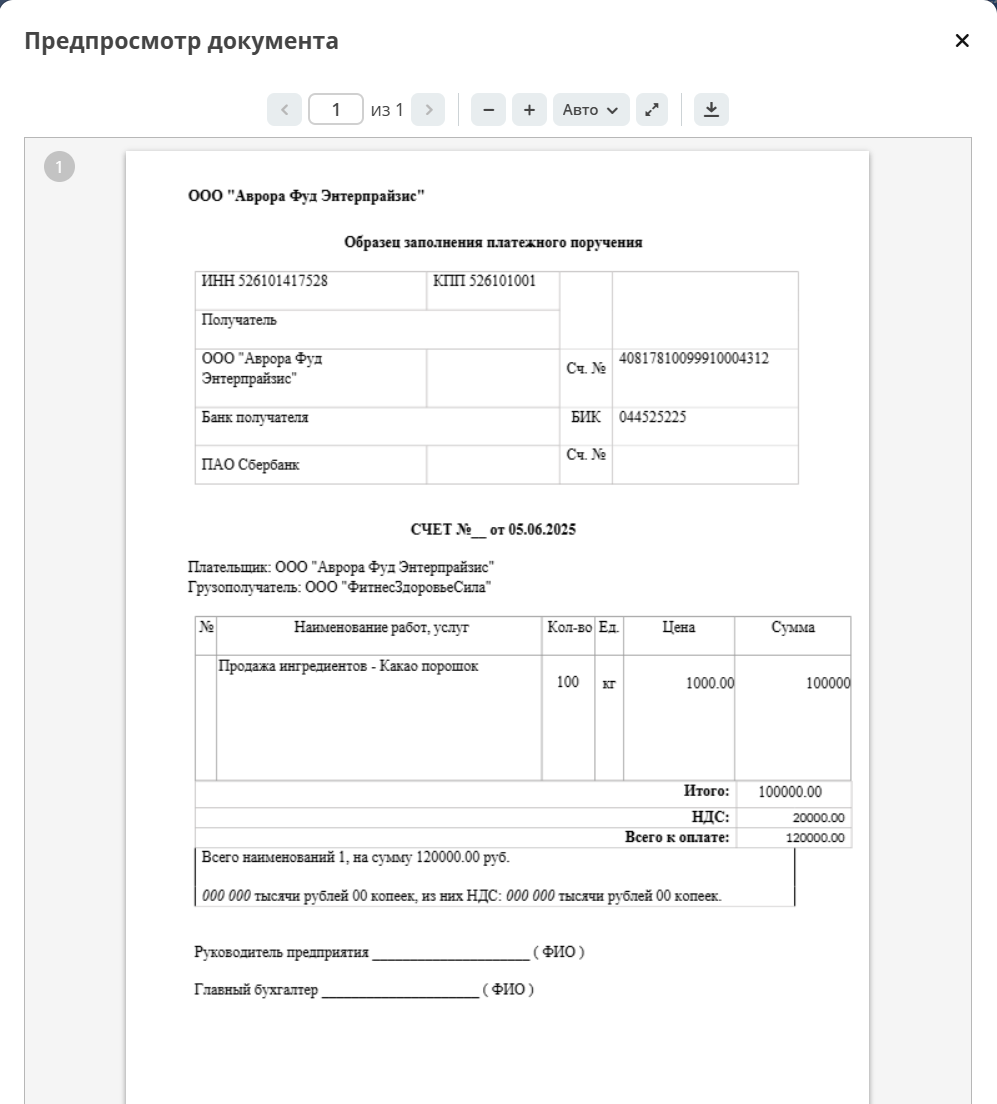 Предпросмотр документа
1 из 1
Авто
1
ООО "Аврора Фуд Энтерпрайзис"
Образец заполнения платежного поручения
ИНН 526101417528 КПП 526101001
Получатель
ООО "Аврора Фуд
Энтерпрайзис"
Сч. № 40817810099910004312
Банк получателя БИК 044525225
ПАО Сбербанк Сч. №
СЧЕТ №__ от 05.06.2025
Плательщик: ООО "Аврора Фуд Энтерпрайзис"
Грузополучатель: ООО "ФитнесЗдоровьеСила"
№ Наименование работ, услуг Кол-во Ед. Цена Сумма
Продажа ингредиентов - Какао порошок 100 кг 1000.00 100000
Итого: 100000.00
НДС: 20000.00
Всего к оплате: 120000.00
Всего наименований 1, на сумму 120000.00 руб.
000 000 тысячи рублей 00 копеек, из них НДС: 000 000 тысячи рублей 00 копеек.
Руководитель предприятия _____________________ ( ФИО )
Главный бухгалтер _____________________ ( ФИО )